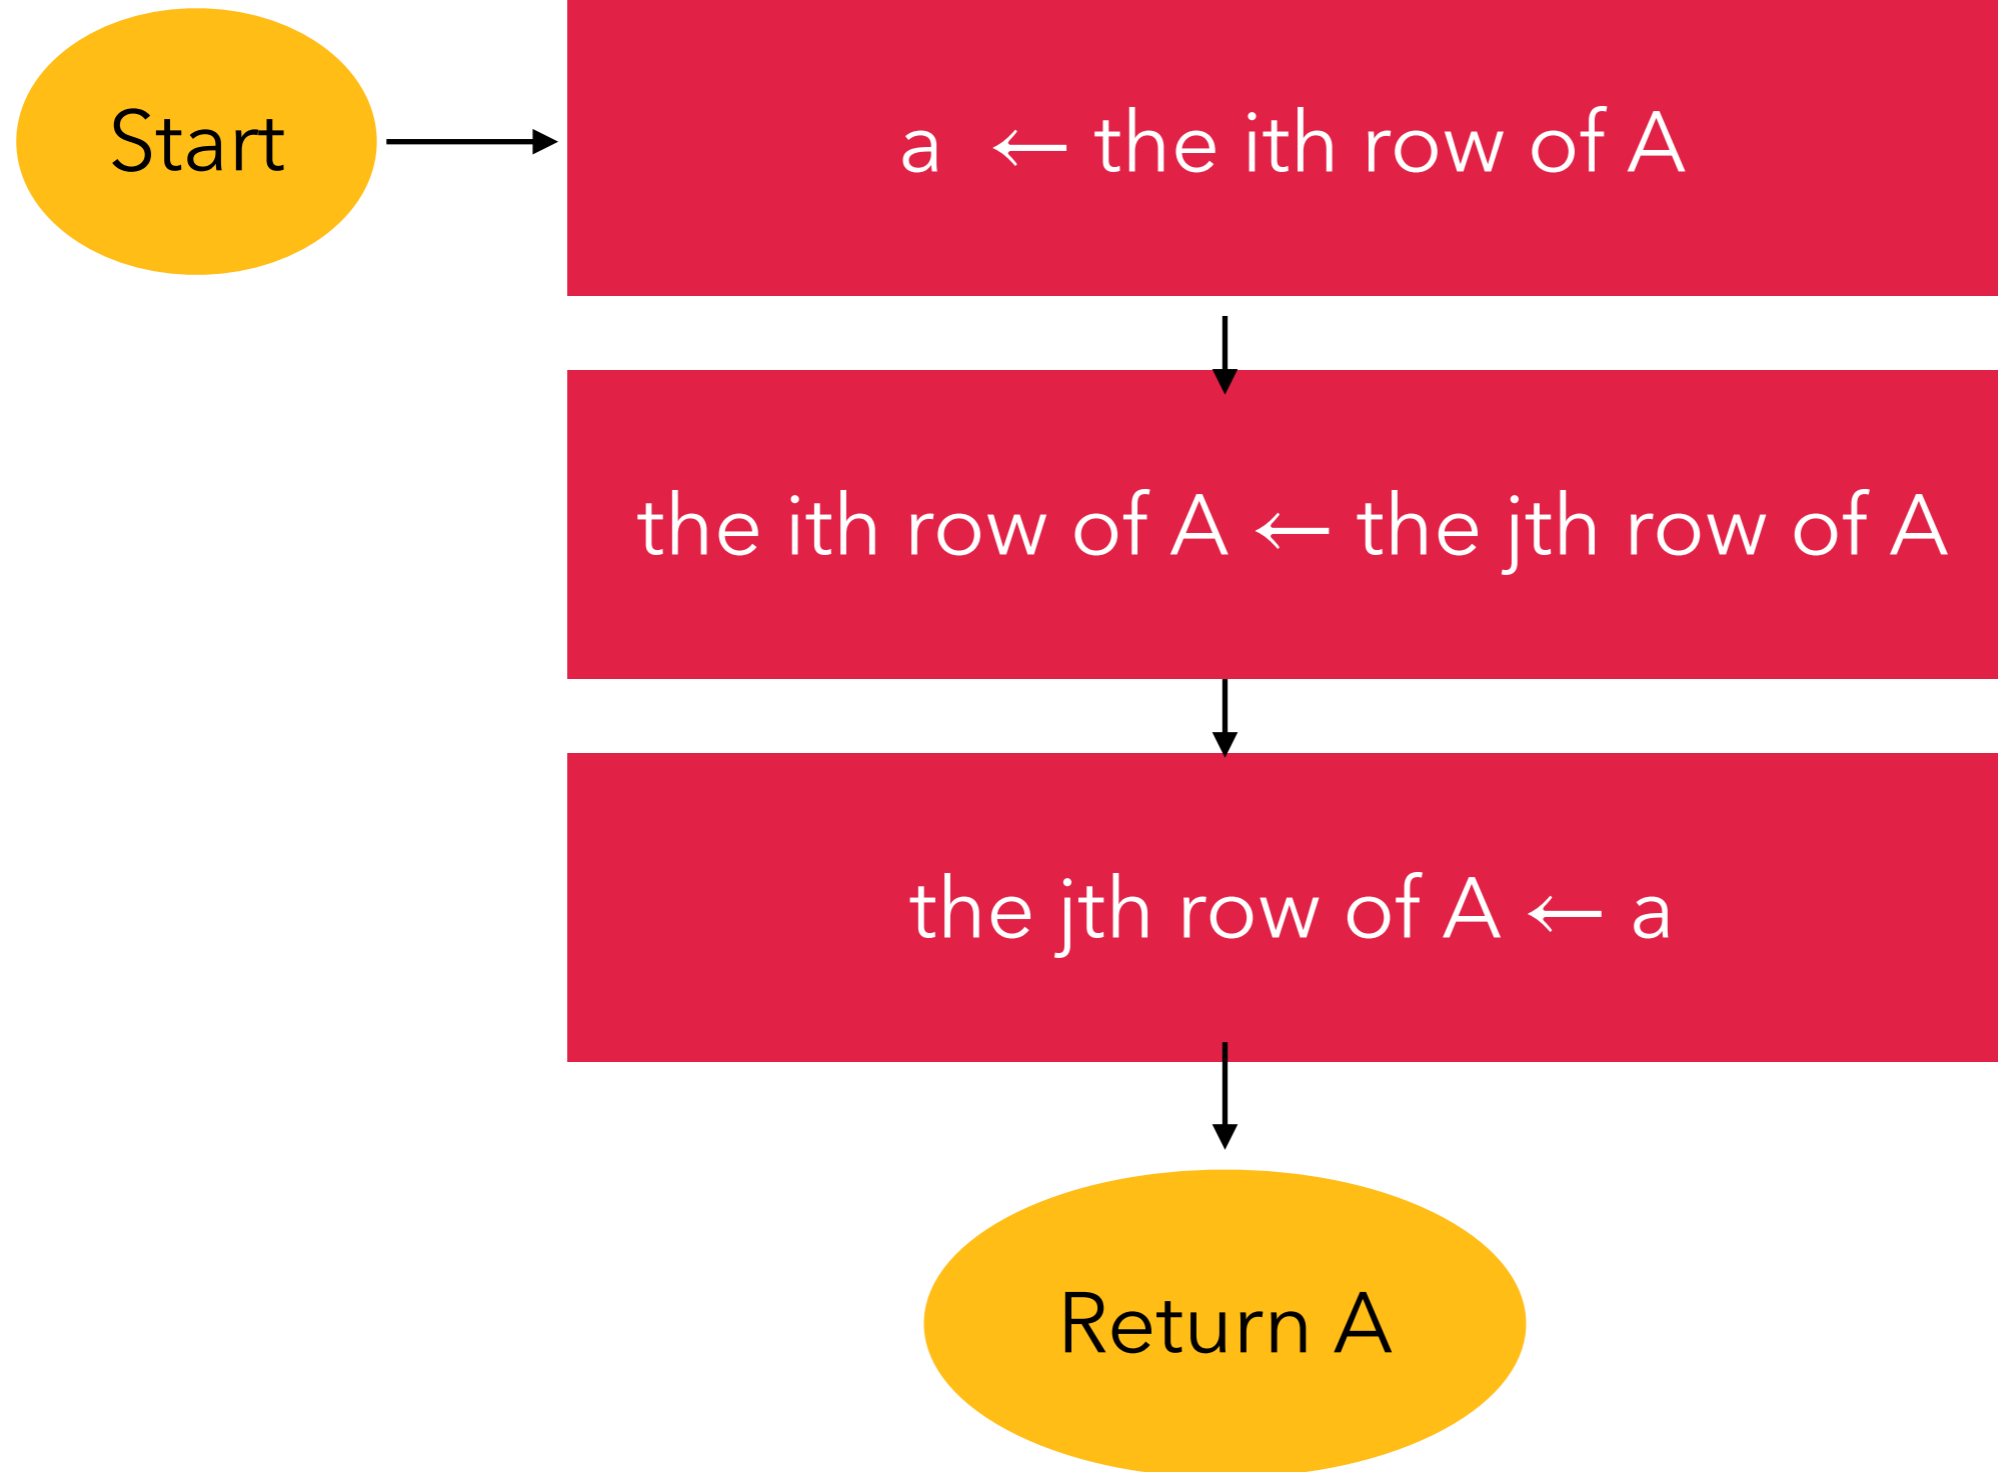 Start
a ← the ith row of A
the ith row of A ← the jth row of A
the jth row of A ← a
Return A